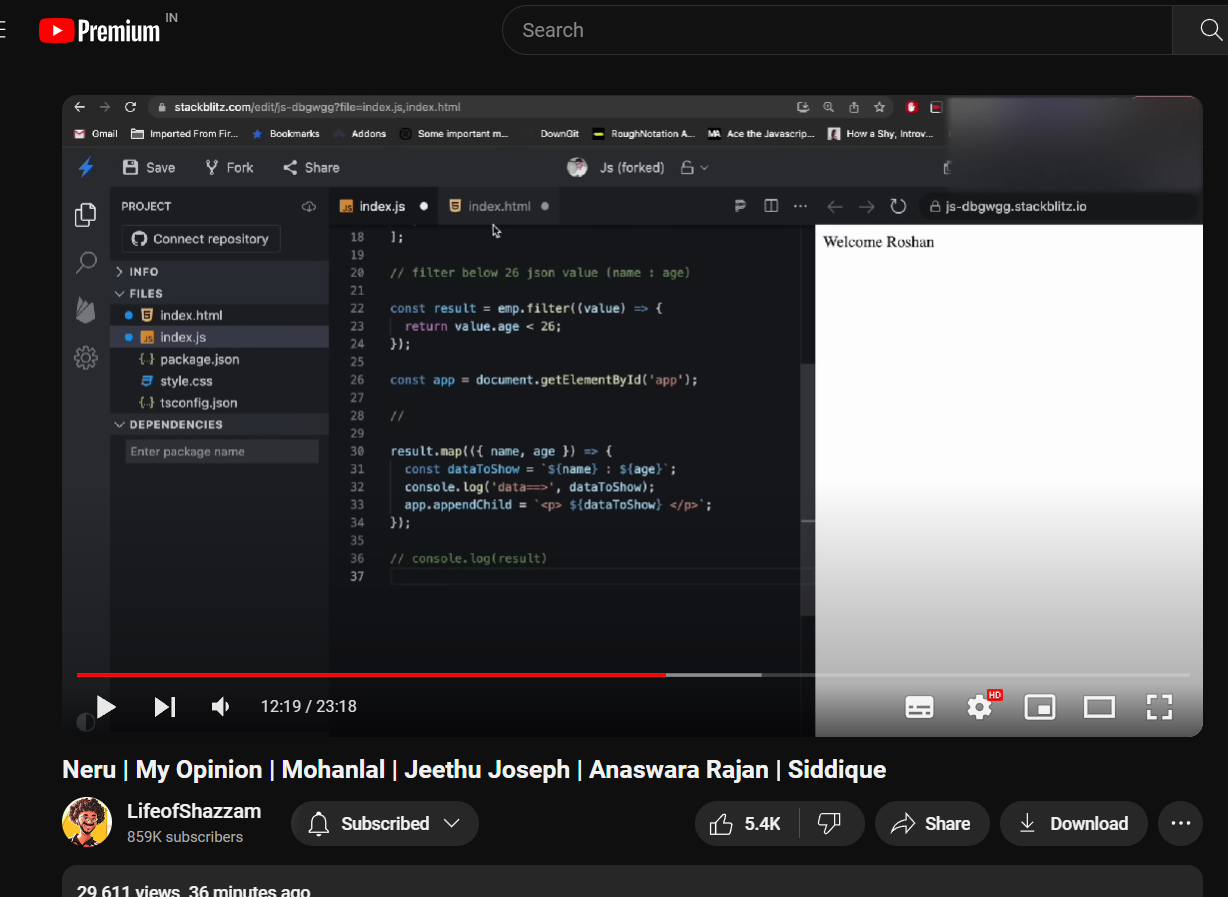 Premium IN
Search
stackblitz.com/edit/js-dbgwgg?file=index.js,index.html
Gmail Imported From Fir... Bookmarks Addons Some important m... DownGit RoughNotation A... MA Ace the Javascrip... How a Shy, Introv...
Save Fork Share Js (forked)
PROJECT
Connect repository
INFO
FILES
index.html
JS index.js
{..} package.json
style.css
{..} tsconfig.json
DEPENDENCIES
Enter package name
JS index.js index.html
18 ];
19
20 // filter below 26 json value (name : age)
21
22 const result = emp.filter((value) => {
23 return value.age < 26;
24 });
25
26 const app = document.getElementById('app');
27
28 //
29
30 result.map(({ name, age }) => {
31 const dataToShow = `${name} : ${age}`;
32 console.log('data==>', dataToShow);
33 app.appendChild = `<p> ${dataToShow} </p>`;
34 });
35
36 // console.log(result)
37
js-dbgwgg.stackblitz.io
Welcome Roshan
12:19 / 23:18
HD
Neru | My Opinion | Mohanlal | Jeethu Joseph | Anaswara Rajan | Siddique
LifeofShazzam
859K subscribers
Subscribed
5.4K
Share
Download
29,611 views 36 minutes ago